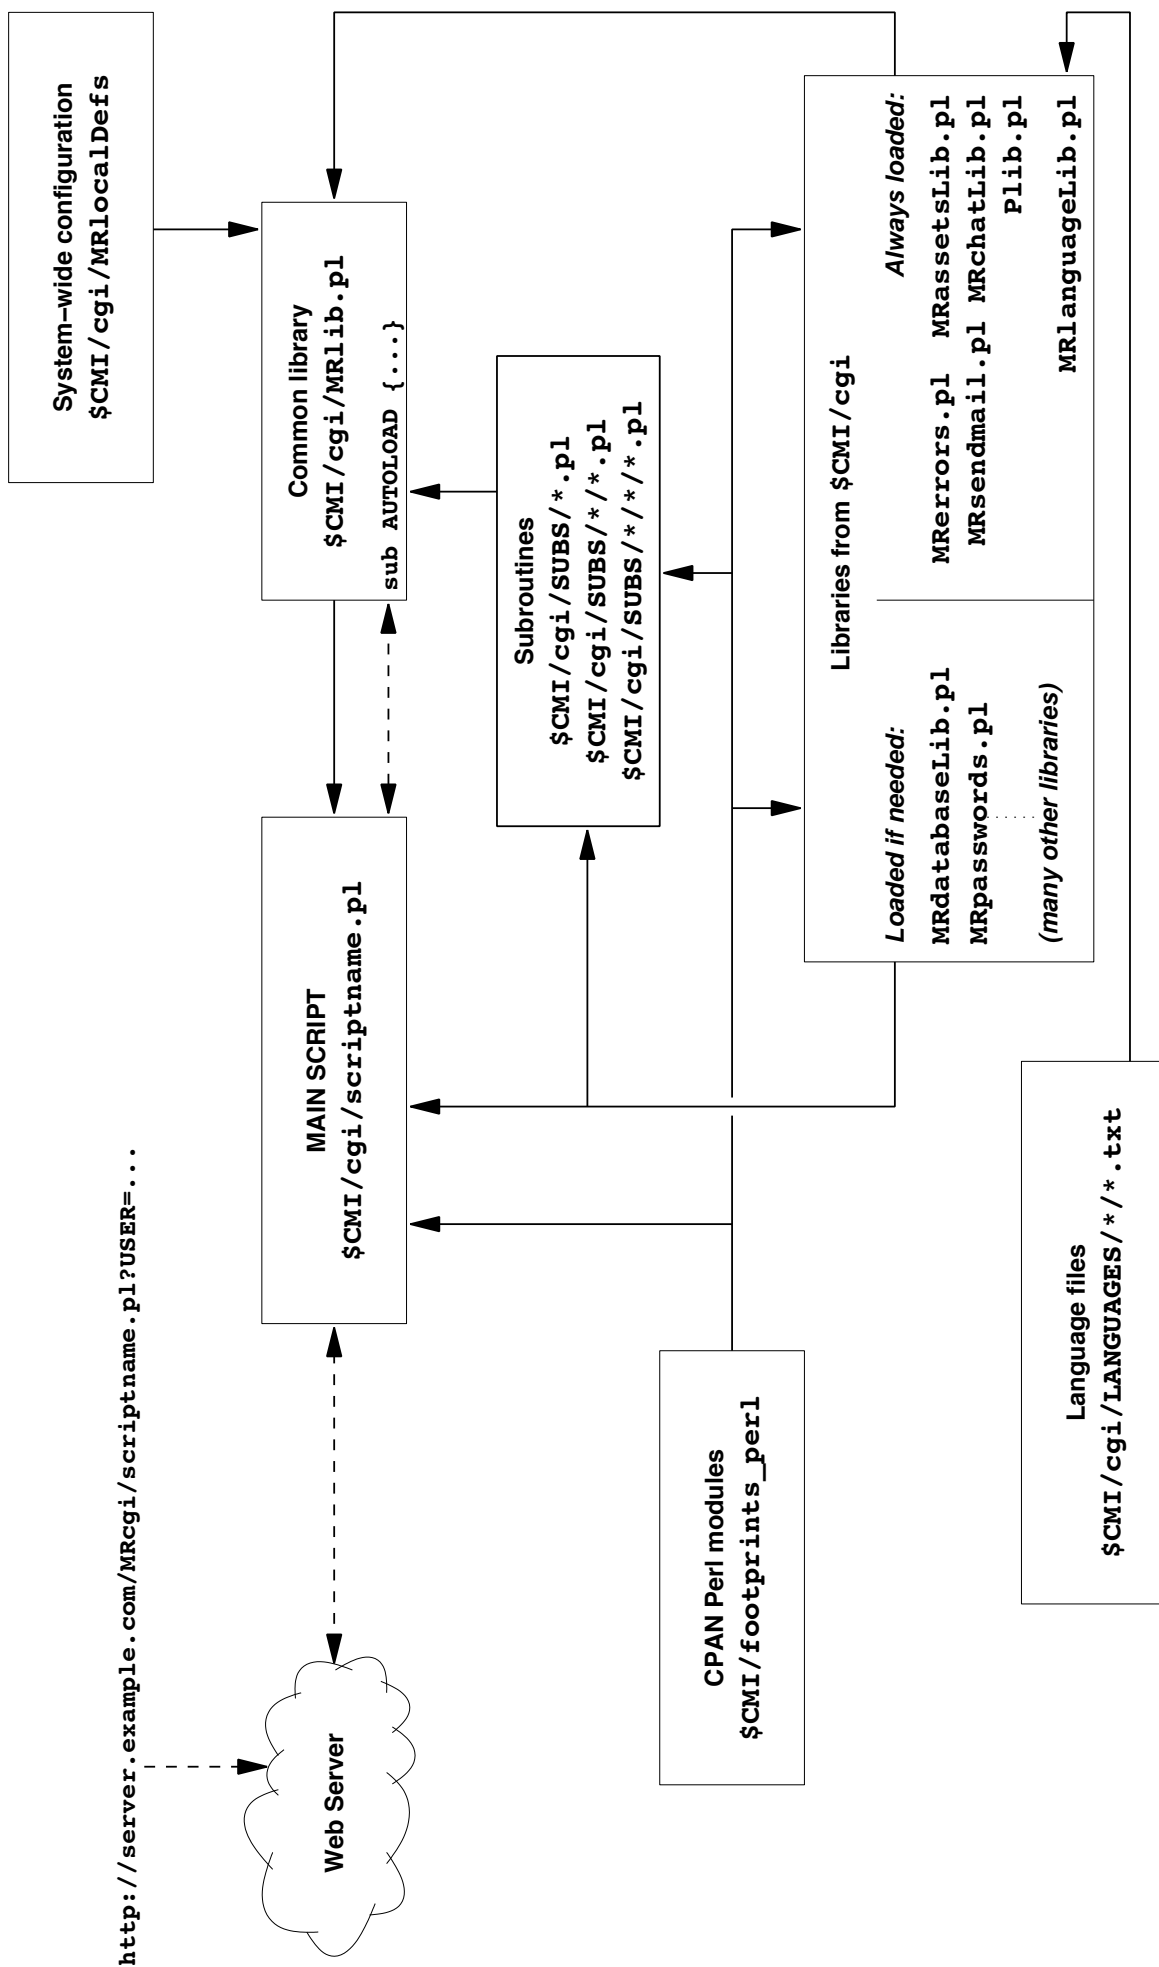 http://server.example.com/MRcgi/scriptname.pl?USER=...
System–wide configuration
$CMI/cgi/MRlocalDefs
Web Server
MAIN SCRIPT
$CMI/cgi/scriptname.pl
Common library
$CMI/cgi/MRlib.pl
sub AUTOLOAD {...}
Subroutines
$CMI/cgi/SUBS/*.pl
$CMI/cgi/SUBS/*/*.pl
$CMI/cgi/SUBS/*/*/*.pl
CPAN Perl modules
$CMI/footprints_perl
Libraries from $CMI/cgi
Loaded if needed:
MRdatabaseLib.pl
MRpasswords.pl
(many other libraries)
Always loaded:
MRerrors.pl MRassetsLib.pl
MRsendmail.pl MRchatLib.pl
Plib.pl
MRlanguageLib.pl
Language files
$CMI/cgi/LANGUAGES/*/*.txt